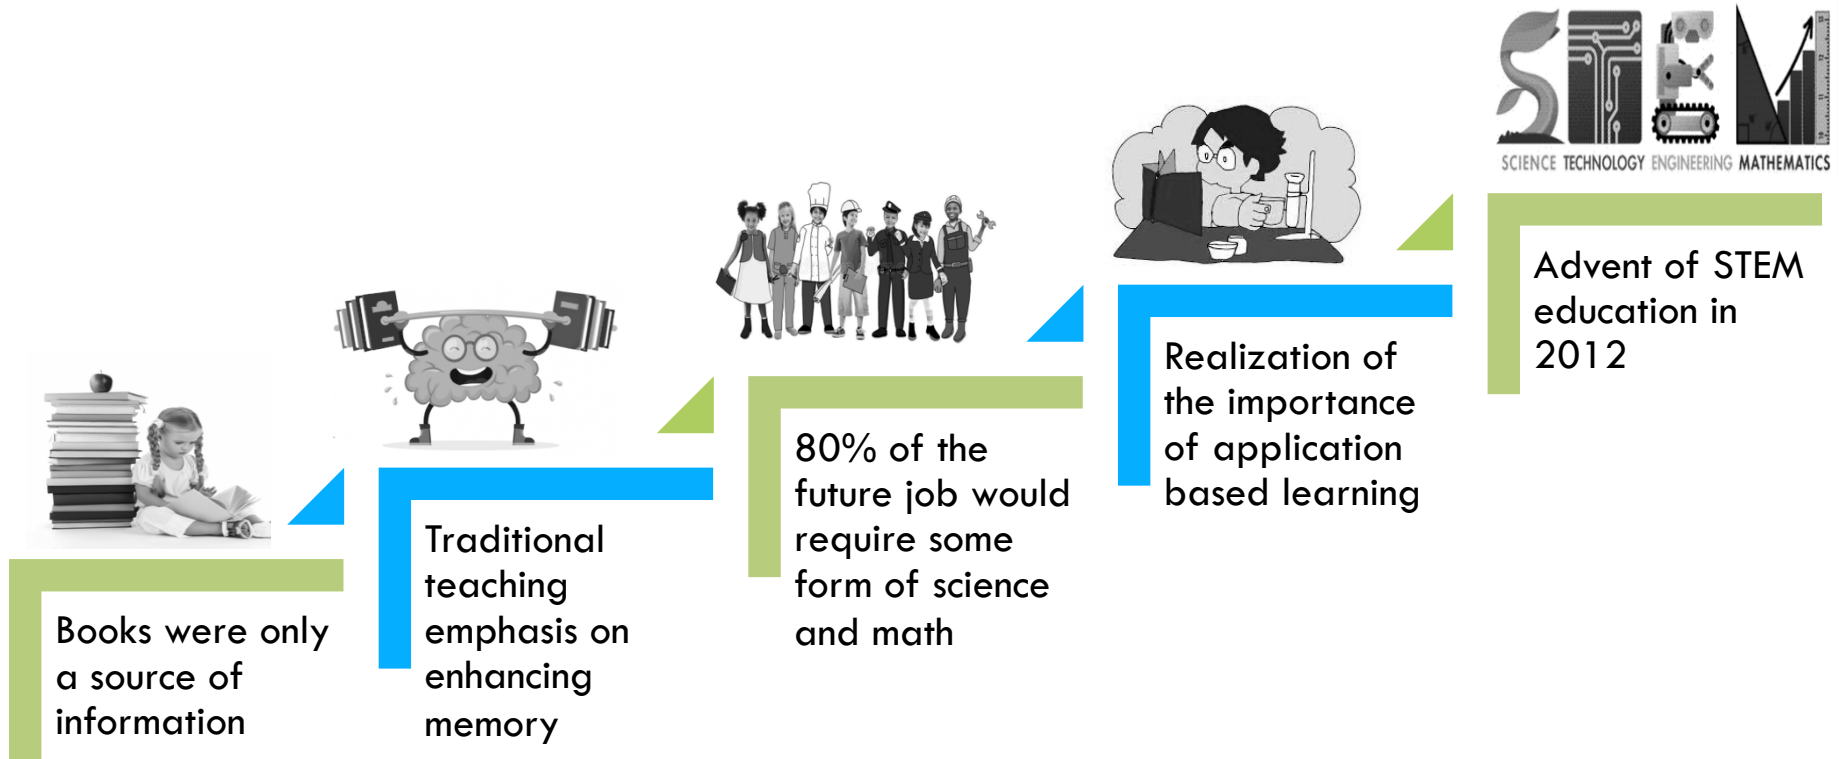 Books were only
a source of
information
Traditional
teaching
emphasis on
enhancing
memory
80% of the
future job would
require some
form of science
and math
Realization of
the importance
of application
based learning
STEM
SCIENCE TECHNOLOGY ENGINEERING MATHEMATICS
Advent of STEM
education in
2012